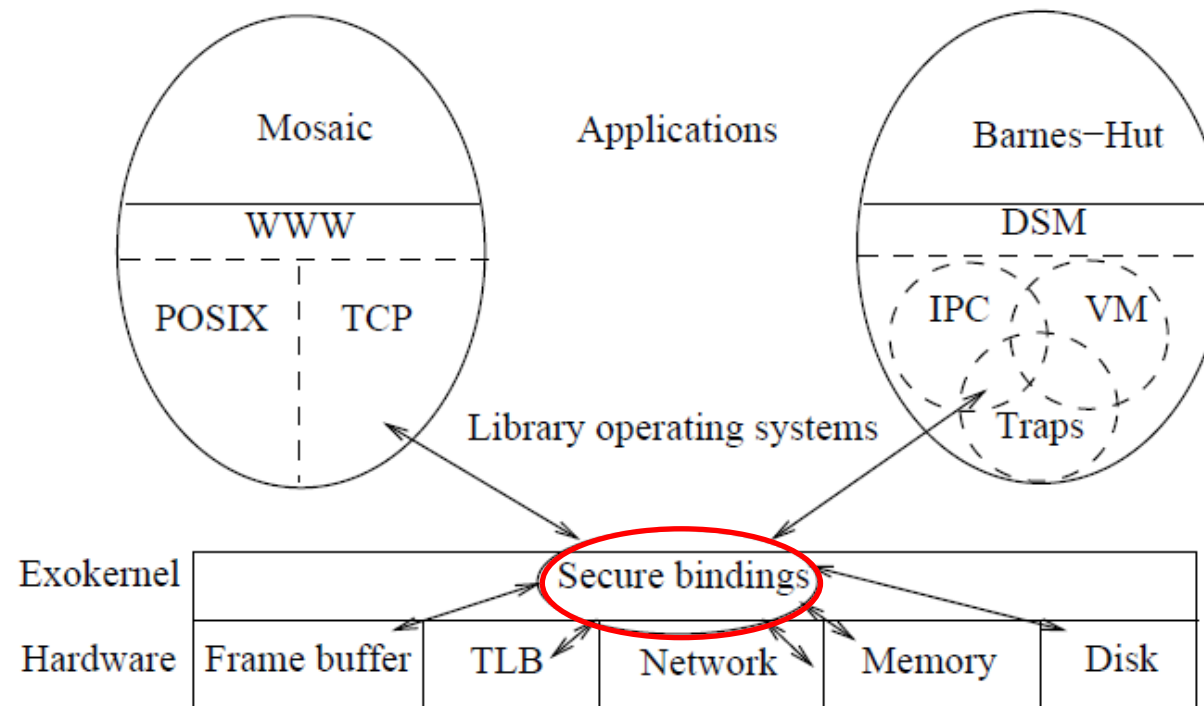 Mosaic
Applications
Barnes−Hut
WWW
DSM
POSIX
TCP
IPC
VM
Library operating systems
Traps
Exokernel
Secure bindings
Hardware
Frame buffer
TLB
Network
Memory
Disk